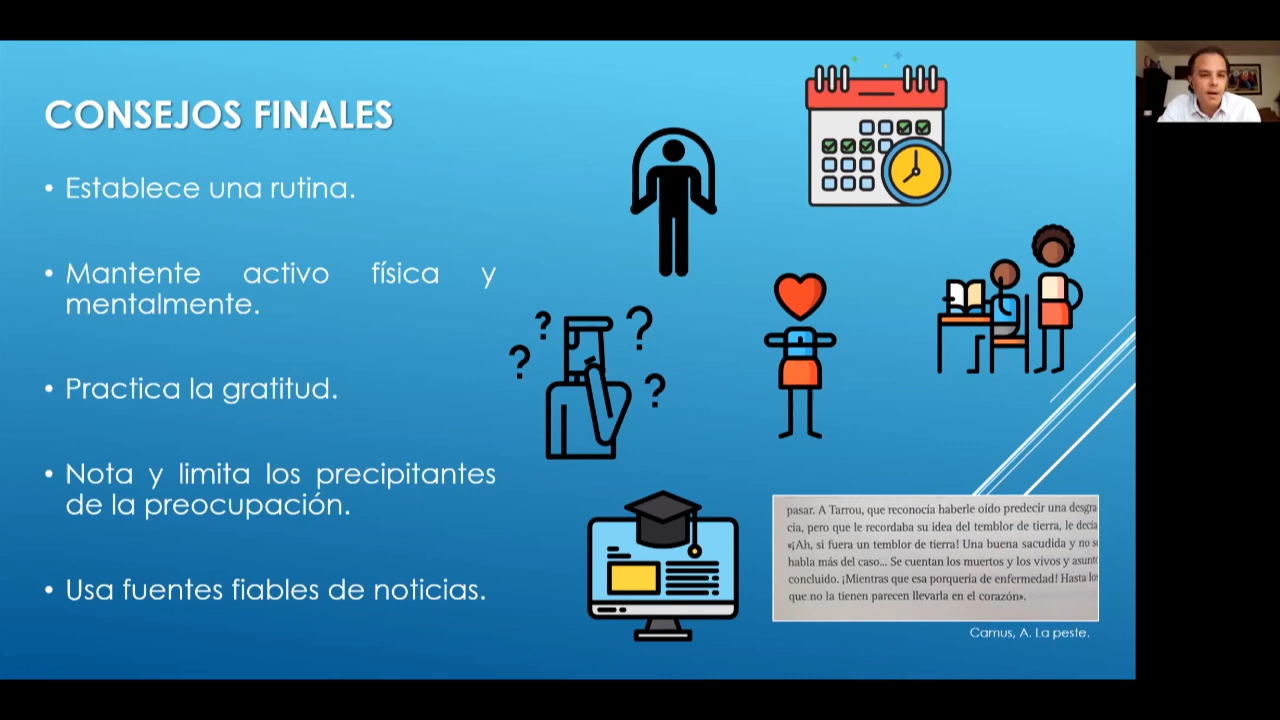 CONSEJOS FINALES
• Establece una rutina.
• Mantente activo física y
mentalmente.
• Practica la gratitud.
• Nota y limita los precipitantes
de la preocupación.
• Usa fuentes fiables de noticias.
? ? ? ?
pasar. A Tarrou, que reconocía haberle oído predecir una desgra
cia, pero que le recordaba su idea del temblor de tierra, le decía
«¡Ah, si fuera un temblor de tierra! Una buena sacudida y no se
habla más del caso... Se cuentan los muertos y los vivos y asunto
concluido. ¡Mientras que esa porquería de enfermedad! Hasta los
que no la tienen parecen llevarla en el corazón».
Camus, A. La peste.